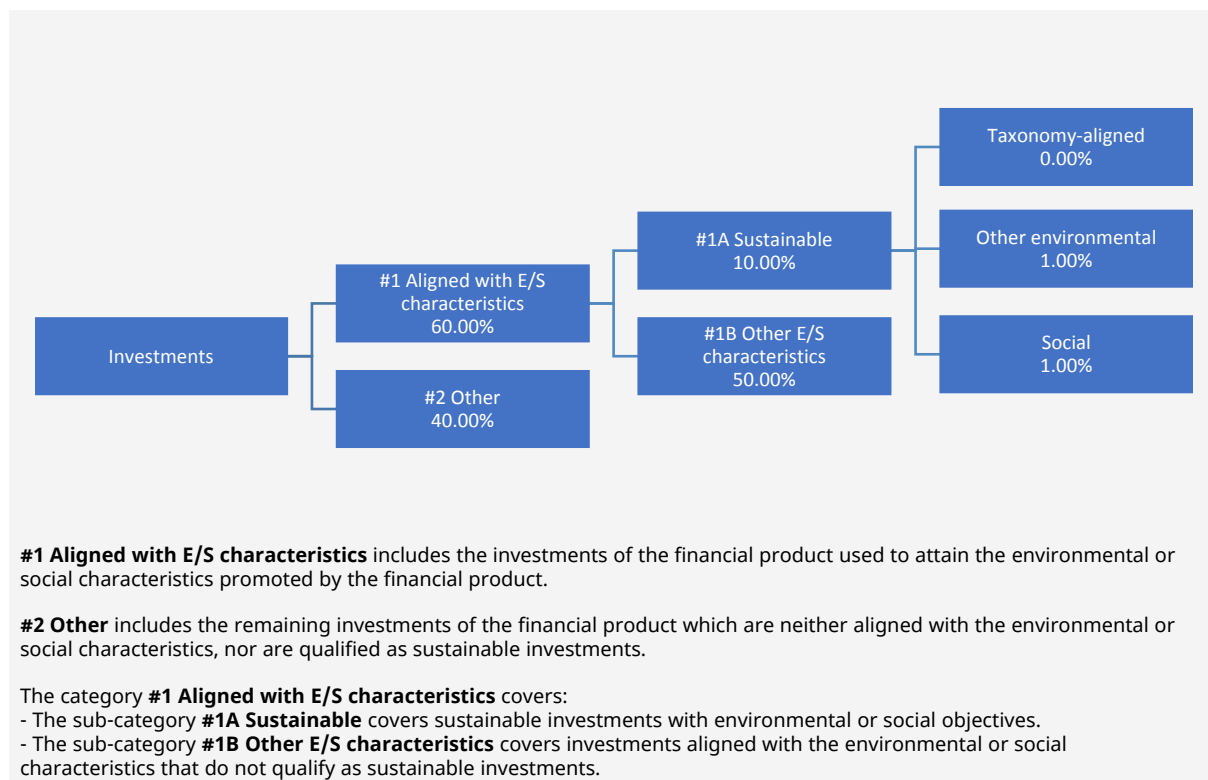 Investments
#1 Aligned with E/S
characteristics
60.00%
#2 Other
40.00%
#1A Sustainable
10.00%
#1B Other E/S
characteristics
50.00%
Taxonomy-aligned
0.00%
Other environmental
1.00%
Social
1.00%
#1 Aligned with E/S characteristics includes the investments of the financial product used to attain the environmental or
social characteristics promoted by the financial product.
#2 Other includes the remaining investments of the financial product which are neither aligned with the environmental or
social characteristics, nor are qualified as sustainable investments.
The category #1 Aligned with E/S characteristics covers:
- The sub-category #1A Sustainable covers sustainable investments with environmental or social objectives.
- The sub-category #1B Other E/S characteristics covers investments aligned with the environmental or social
characteristics that do not qualify as sustainable investments.